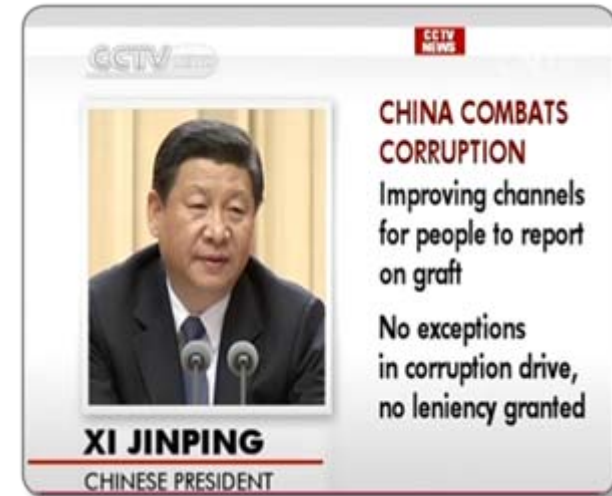 CCTV
CCTV
NEWS
CHINA COMBATS
CORRUPTION
Improving channels
for people to report
on graft
No exceptions
in corruption drive,
no leniency granted
XI JINPING
CHINESE PRESIDENT